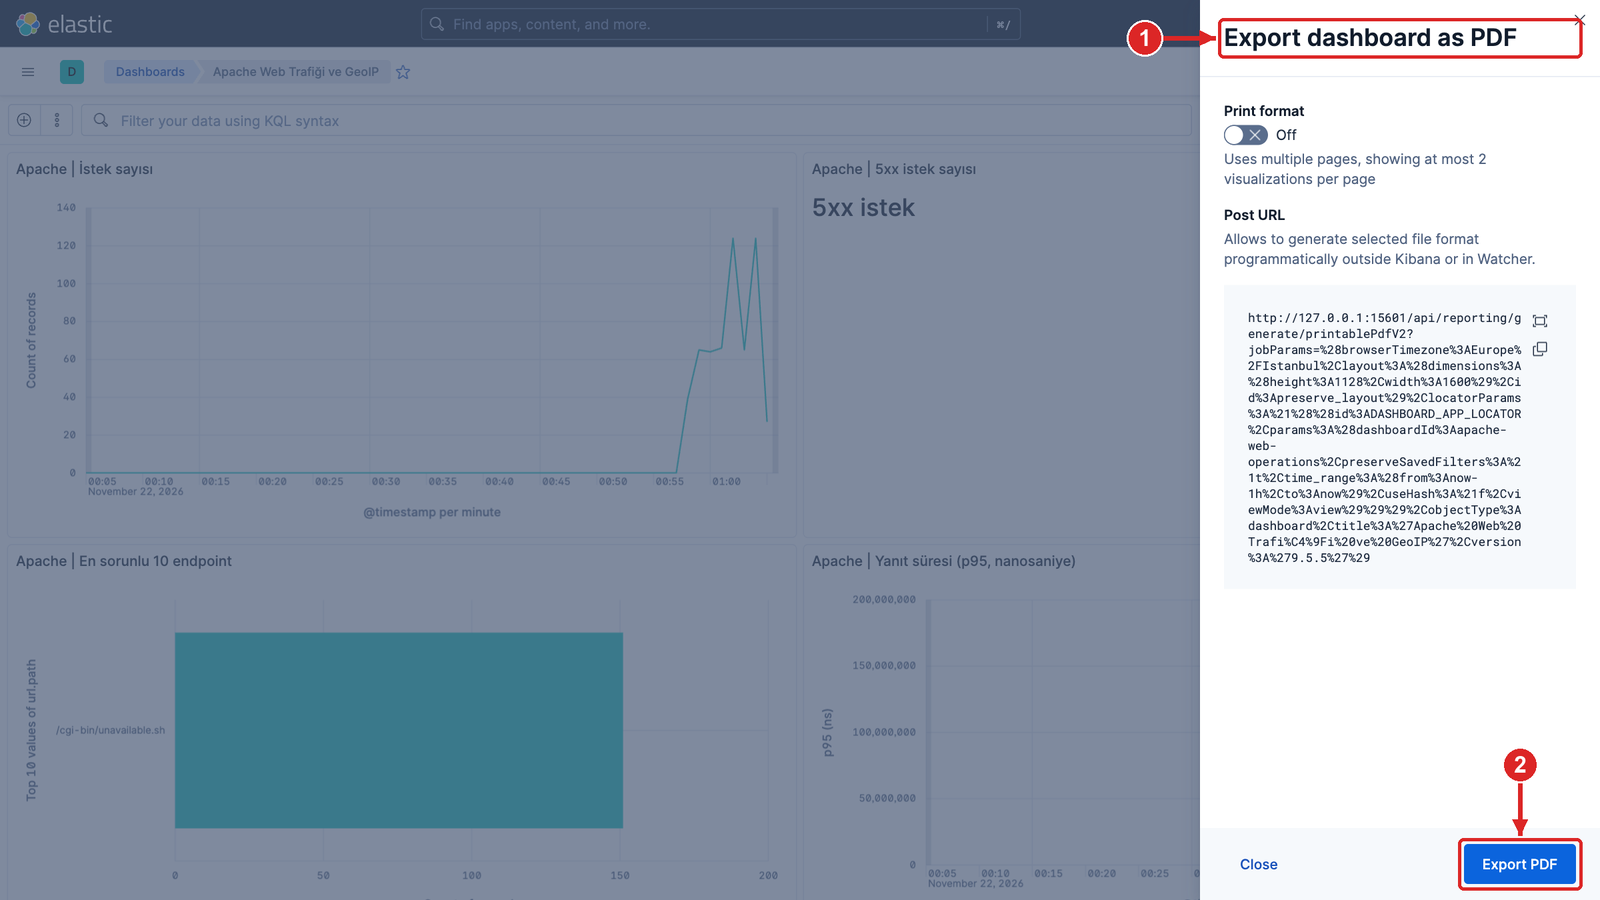 elastic
Find apps, content, and more.
⌘/
D
Dashboards
Apache Web Trafiği ve GeoIP
Filter your data using KQL syntax
Apache | İstek sayısı
140
120
100
80
60
40
20
0
Count of records
00:05 00:10 00:15 00:20 00:25 00:30 00:35 00:40 00:45 00:50 00:55 01:00
November 22, 2026
@timestamp per minute
Apache | 5xx istek sayısı
5xx istek
Apache | En sorunlu 10 endpoint
Top 10 values of url.path
/cgi-bin/unavailable.sh
0 50 100 150 200
Apache | Yanıt süresi (p95, nanosaniye)
200,000,000
150,000,000
100,000,000
50,000,000
0
p95 (ns)
00:05 00:10 00:15 00:20 00:25
November 22, 2026
1
Export dashboard as PDF
Print format
Off
Uses multiple pages, showing at most 2
visualizations per page
Post URL
Allows to generate selected file format
programmatically outside Kibana or in Watcher.
http://127.0.0.1:15601/api/reporting/g
enerate/printablePdfV2?
jobParams=%28browserTimezone%3AEurope%
2FIstanbul%2Clayout%3A%28dimensions%3A
%28height%3A1128%2Cwidth%3A1600%29%2Ci
d%3Apreserve_layout%29%2ClocatorParams
%3A%21%28%28id%3ADASHBOARD_APP_LOCATOR
%2Cparams%3A%28dashboardId%3Aapache-
web-
operations%2CpreserveSavedFilters%3A%2
1t%2Ctime_range%3A%28from%3Anow-
1h%2Cto%3Anow%29%2CuseHash%3A%21f%2Cvi
ewMode%3Aview%29%29%29%2CobjectType%3A
dashboard%2Ctitle%3A%27Apache%20Web%20
Trafi%C4%9Fi%20ve%20GeoIP%27%2Cversion
%3A%279.5.5%27%29
2
Close
Export PDF